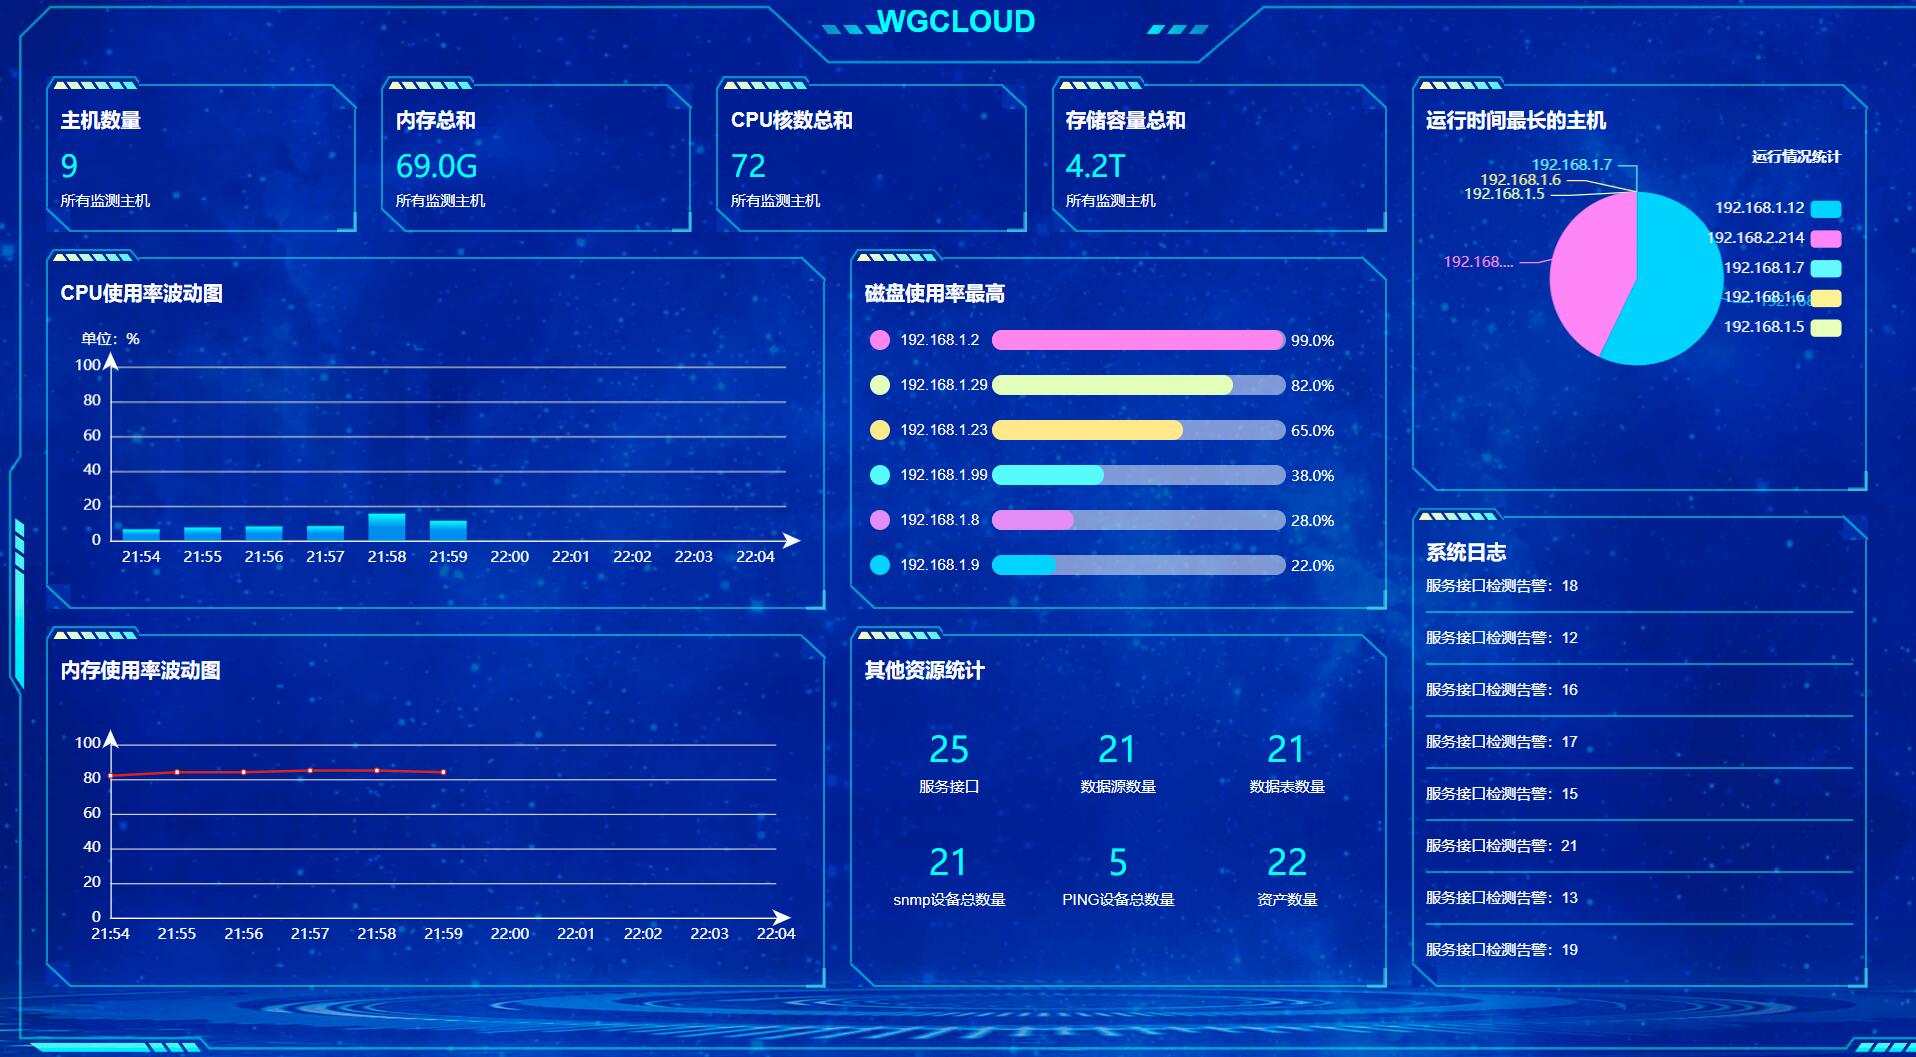 WGCLOUD
主机数量
9
所有监测主机
内存总和
69.0G
所有监测主机
CPU核数总和
72
所有监测主机
存储容量总和
4.2T
所有监测主机
运行时间最长的主机
运行情况统计
192.168.1.7
192.168.1.6
192.168.1.5
192.168....
192.168.1.12
192.168.2.214
192.168.1.7
192.168.1.6
192.168.1.5
CPU使用率波动图
单位：%
100
80
60
40
20
0
21:54 21:55 21:56 21:57 21:58 21:59 22:00 22:01 22:02 22:03 22:04
磁盘使用率最高
192.168.1.2 99.0%
192.168.1.29 82.0%
192.168.1.23 65.0%
192.168.1.99 38.0%
192.168.1.8 28.0%
192.168.1.9 22.0%
系统日志
服务接口检测告警：18
服务接口检测告警：12
服务接口检测告警：16
服务接口检测告警：17
服务接口检测告警：15
服务接口检测告警：21
服务接口检测告警：13
服务接口检测告警：19
内存使用率波动图
100
80
60
40
20
0
21:54 21:55 21:56 21:57 21:58 21:59 22:00 22:01 22:02 22:03 22:04
其他资源统计
25 21 21
服务接口 数据源数量 数据表数量
21 5 22
snmp设备总数量 PING设备总数量 资产数量